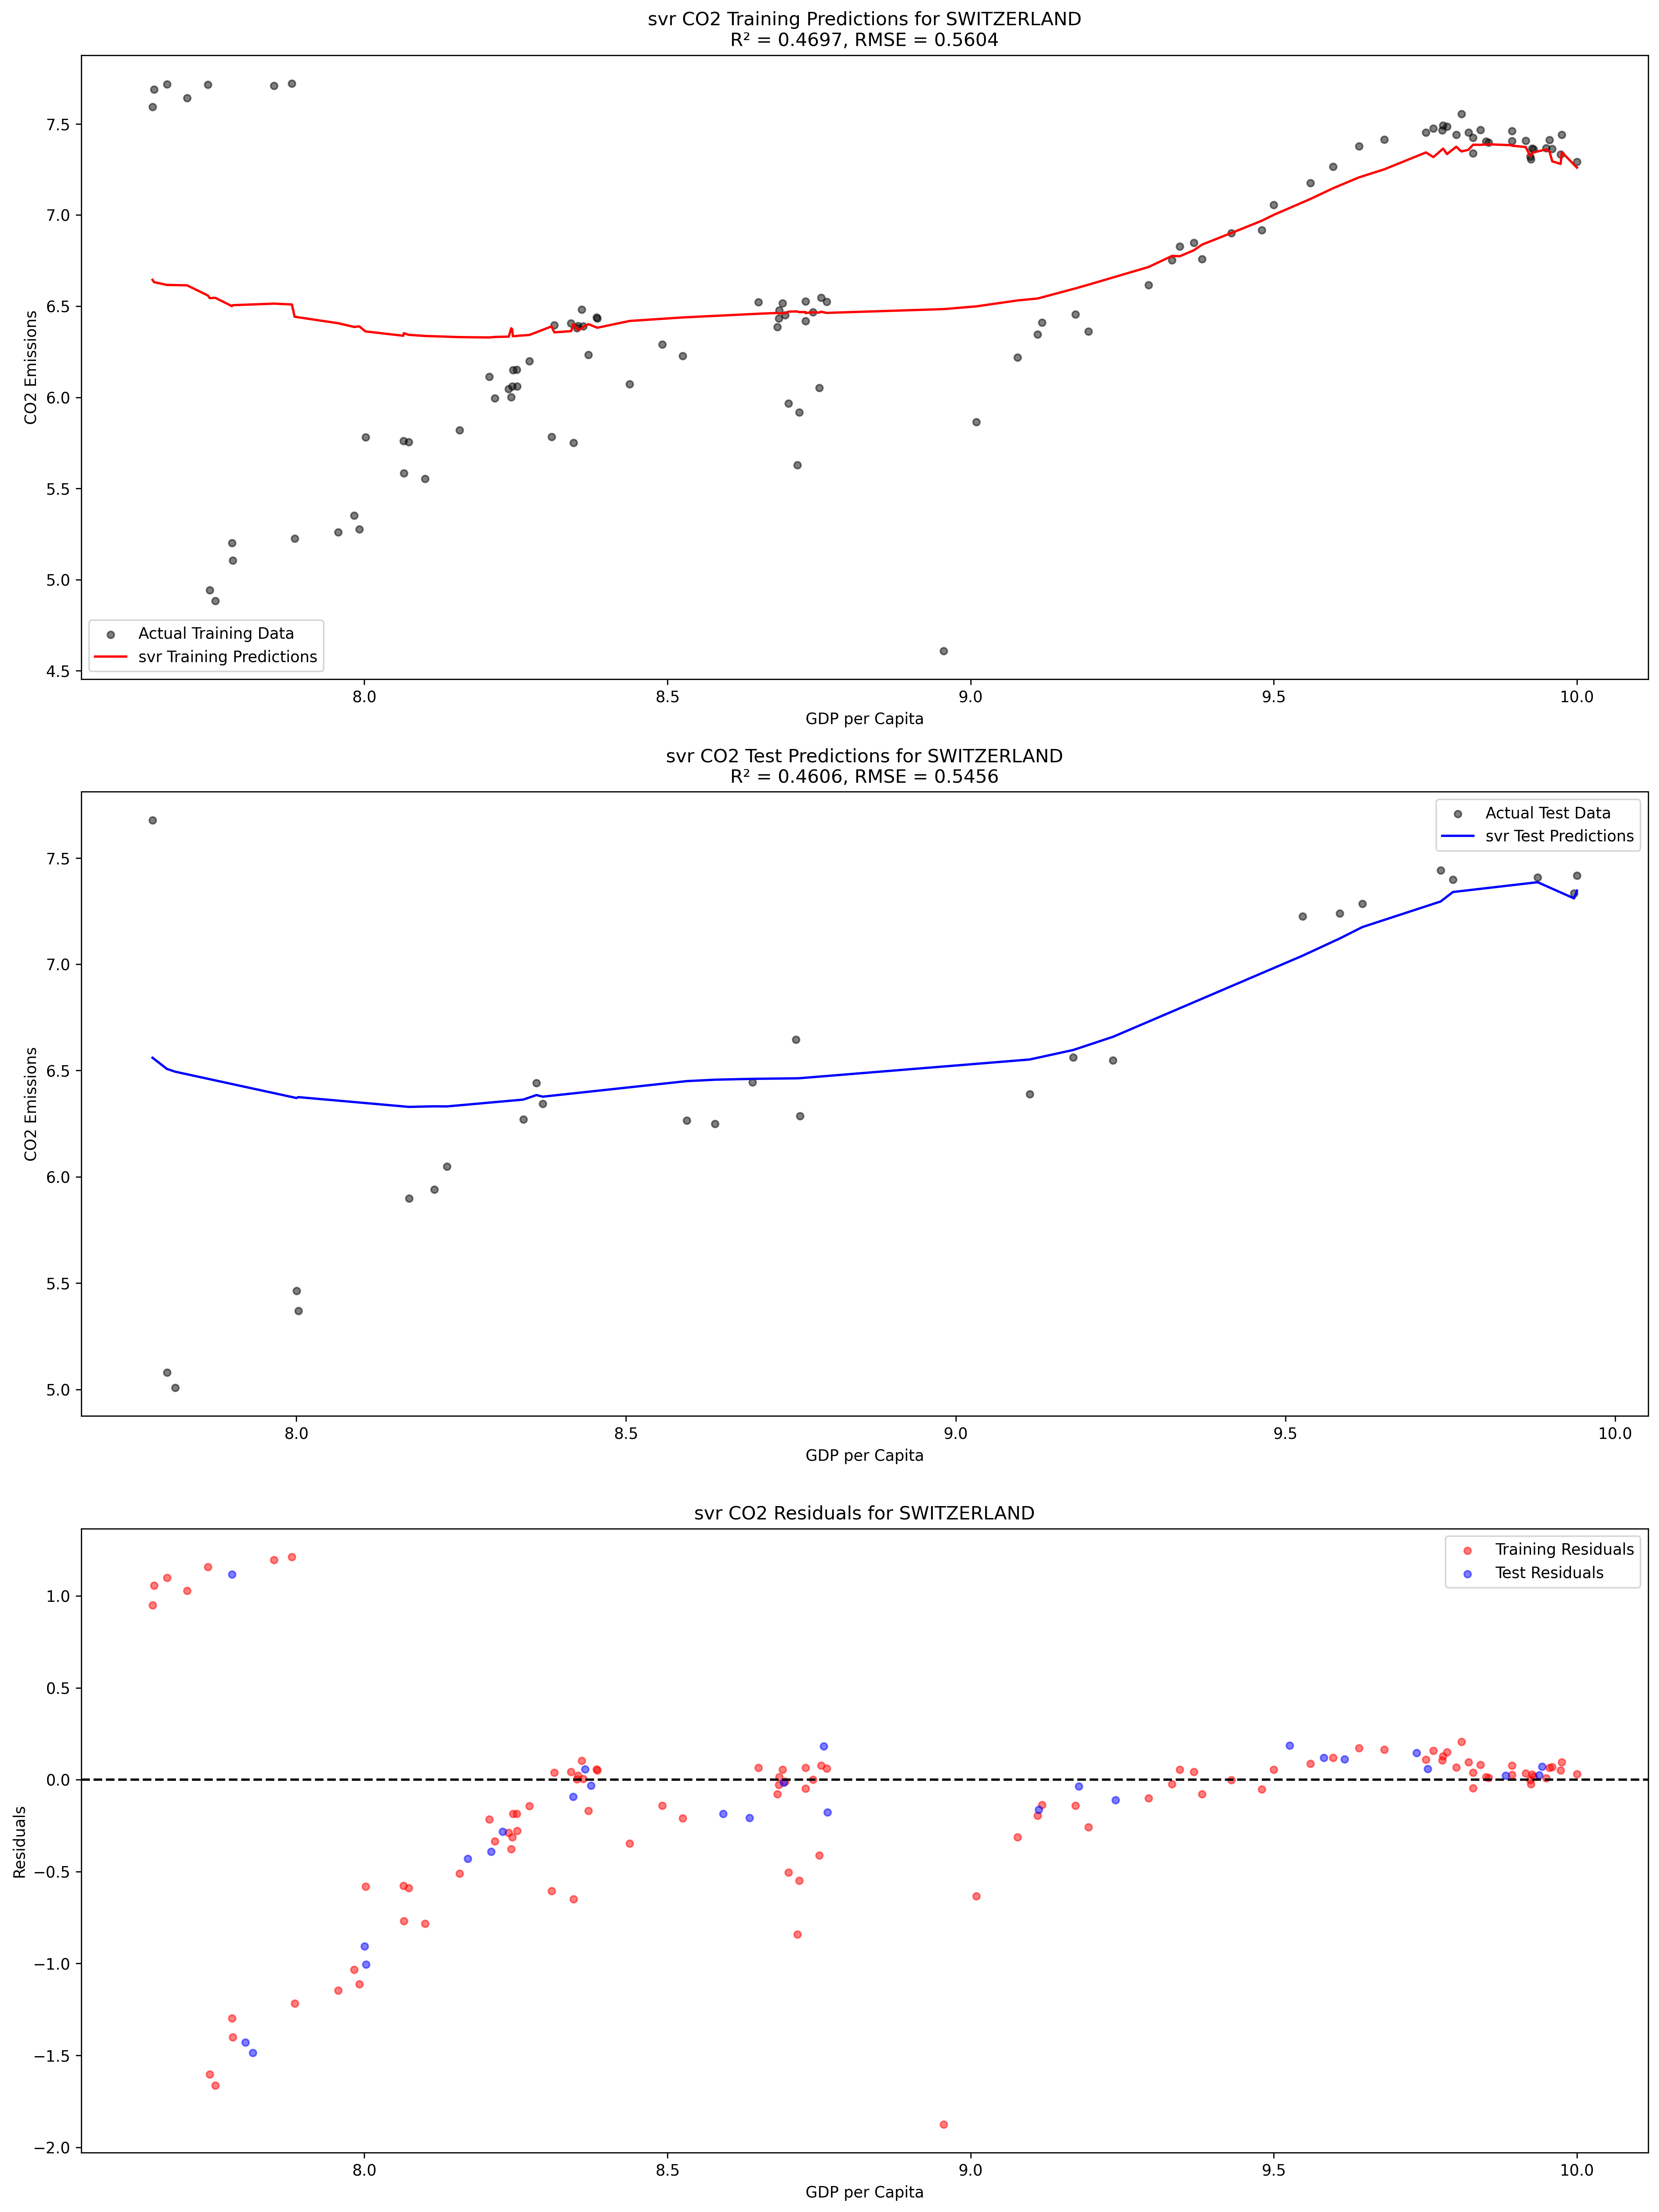 svr CO2 Training Predictions for SWITZERLAND
R² = 0.4697, RMSE = 0.5604
7.5
7.0
6.5
6.0
5.5
5.0
4.5
CO2 Emissions
Actual Training Data
svr Training Predictions
8.0 8.5 9.0 9.5 10.0
GDP per Capita
svr CO2 Test Predictions for SWITZERLAND
R² = 0.4606, RMSE = 0.5456
Actual Test Data
svr Test Predictions
7.5
7.0
6.5
6.0
5.5
5.0
CO2 Emissions
8.0 8.5 9.0 9.5 10.0
GDP per Capita
svr CO2 Residuals for SWITZERLAND
Training Residuals
Test Residuals
1.0
0.5
0.0
−0.5
−1.0
−1.5
−2.0
Residuals
8.0 8.5 9.0 9.5 10.0
GDP per Capita